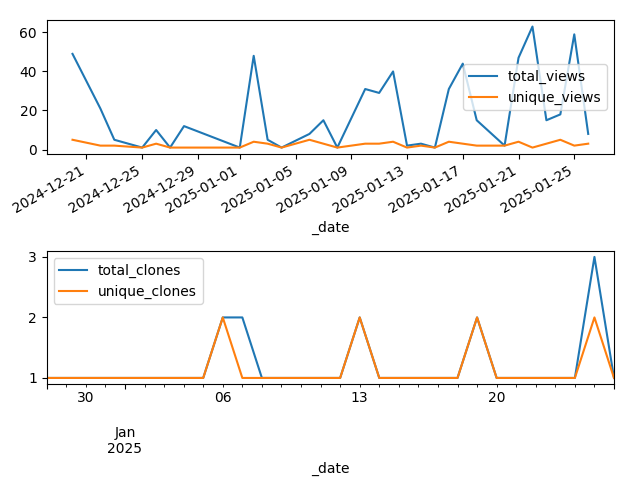 60
40
20
0
total_views
unique_views
2024-12-21
2024-12-25
2024-12-29
2025-01-01
2025-01-05
2025-01-09
2025-01-13
2025-01-17
2025-01-21
2025-01-25
_date
3
2
1
total_clones
unique_clones
30 06 13 20
Jan
2025
_date